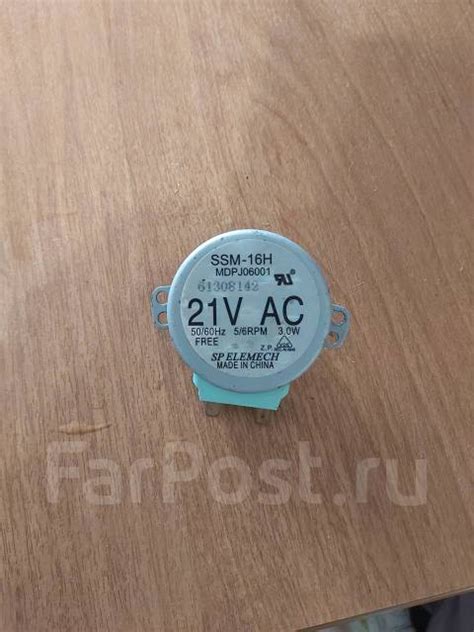 SSM-16H
MDPJ06001
61308142
21V AC
50/60Hz 5/6RPM 3.0W
FREE Z.P.
SP ELEMECH
MADE IN CHINA
FarPost.ru